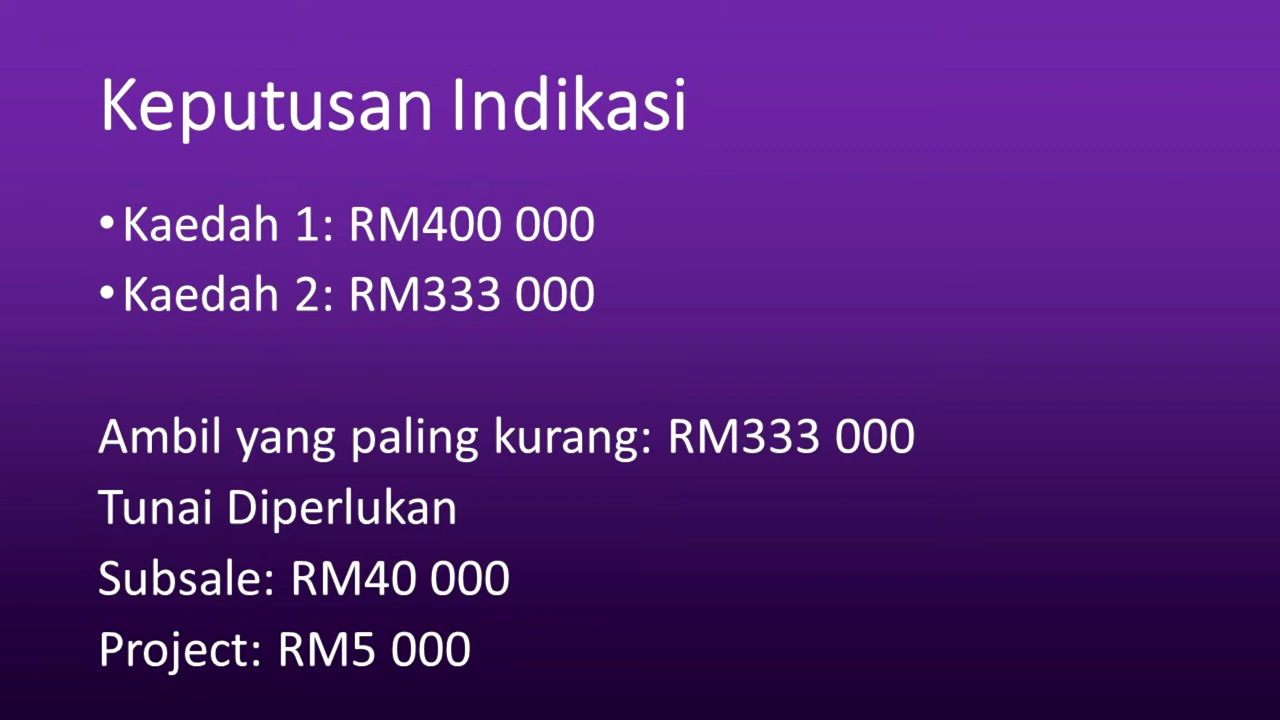 Keputusan Indikasi
•Kaedah 1: RM400 000
•Kaedah 2: RM333 000
Ambil yang paling kurang: RM333 000
Tunai Diperlukan
Subsale: RM40 000
Project: RM5 000